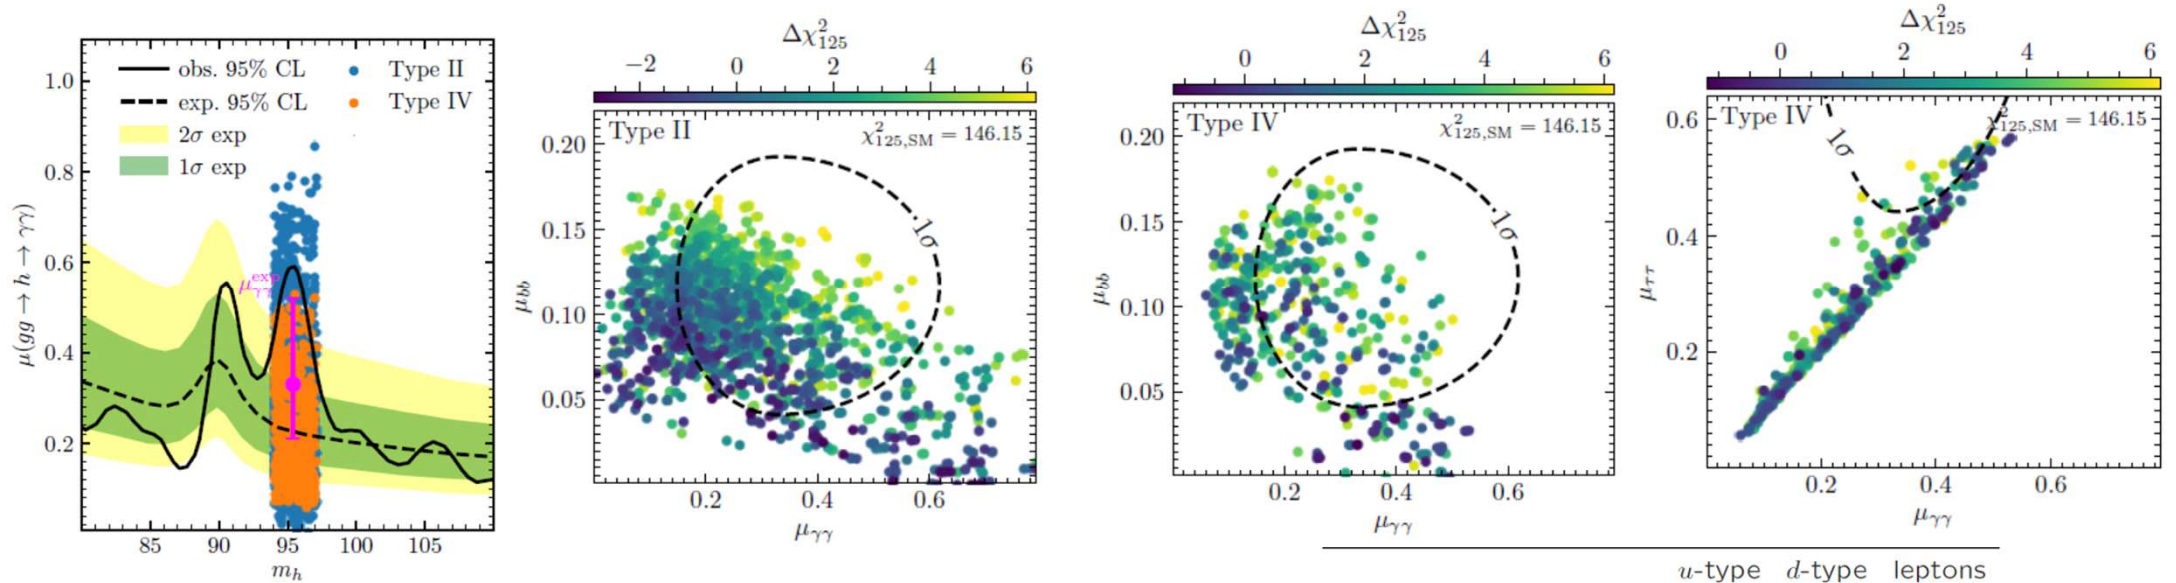 obs. 95% CL
exp. 95% CL
2σ exp
1σ exp
Type II
Type IV
μ^exp_γγ
1.0
0.8
0.6
0.4
0.2
μ(gg → h → γγ)
85 90 95 100 105
m_h
Δχ²_125
−2 0 2 4 6
Type II
χ²_125,SM = 146.15
1σ
0.20
0.15
0.10
0.05
μ_bb
0.2 0.4 0.6
μ_γγ
Δχ²_125
0 2 4 6
Type IV
χ²_125,SM = 146.15
1σ
0.20
0.15
0.10
0.05
μ_bb
0.2 0.4 0.6
μ_γγ
Δχ²_125
0 2 4 6
Type IV
χ²_125,SM = 146.15
1σ
0.6
0.4
0.2
μ_ττ
0.2 0.4 0.6
μ_γγ
u-type d-type leptons